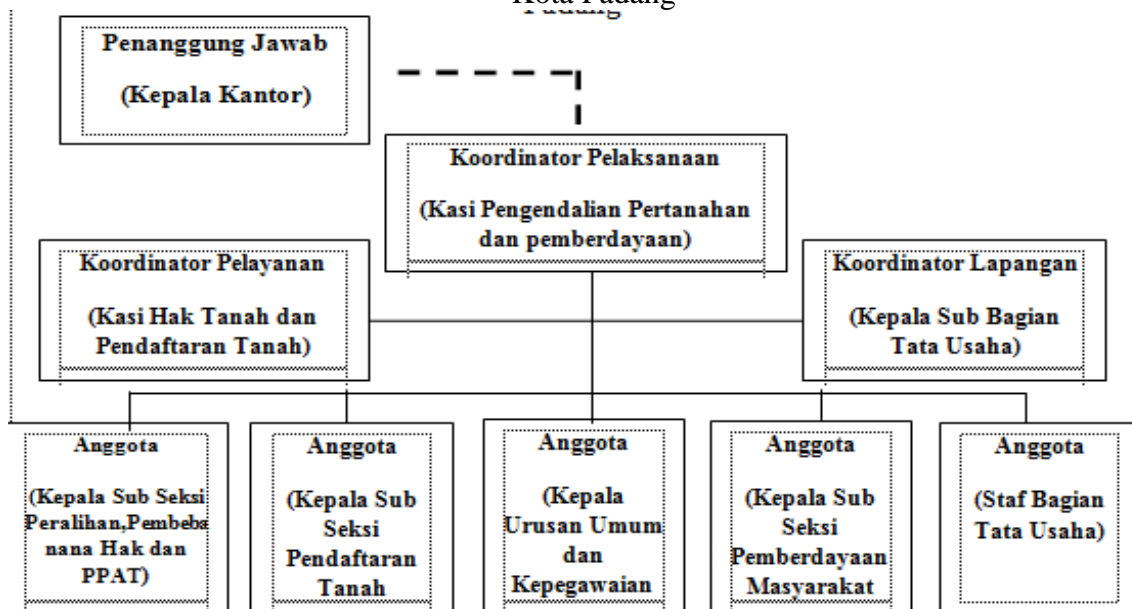 Kota Padang
Penanggung Jawab
(Kepala Kantor)
Koordinator Pelaksanaan
(Kasi Pengendalian Pertanahan
dan pemberdayaan)
Koordinator Pelayanan
(Kasi Hak Tanah dan
Pendaftaran Tanah)
Koordinator Lapangan
(Kepala Sub Bagian
Tata Usaha)
Anggota
(Kepala Sub Seksi
Peralihan,Pembeba
nana Hak dan
PPAT)
Anggota
(Kepala Sub
Seksi
Pendaftaran
Tanah
Anggota
(Kepala
Urusan Umum
dan
Kepegawaian
Anggota
(Kepala Sub
Seksi
Pemberdayaan
Masyarakat
Anggota
(Staf Bagian
Tata Usaha)